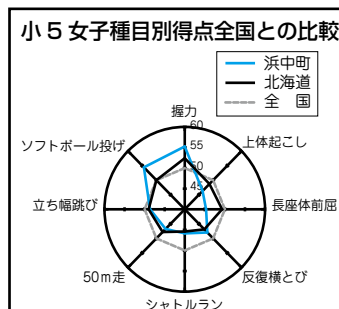 小5女子種目別得点全国との比較
浜中町
北海道
全　国
握力
60
55
50
45
上体起こし
長座体前屈
反復横とび
シャトルラン
50m走
立ち幅跳び
ソフトボール投げ